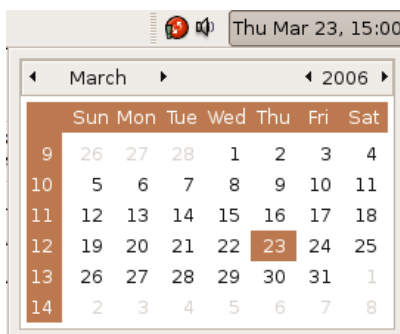 Thu Mar 23, 15:00
March 2006
Sun Mon Tue Wed Thu Fri Sat
9 26 27 28 1 2 3 4
10 5 6 7 8 9 10 11
11 12 13 14 15 16 17 18
12 19 20 21 22 23 24 25
13 26 27 28 29 30 31 1
14 2 3 4 5 6 7 8